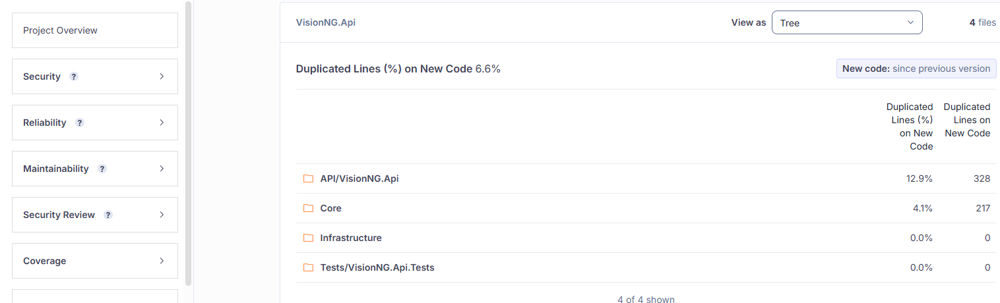 Project Overview
Security ?
Reliability ?
Maintainability ?
Security Review ?
Coverage
VisionNG.Api
View as Tree
4 files
Duplicated Lines (%) on New Code 6.6%
New code: since previous version
Duplicated
Lines (%)
on New
Code
Duplicated
Lines on
New Code
API/VisionNG.Api 12.9% 328
Core 4.1% 217
Infrastructure 0.0% 0
Tests/VisionNG.Api.Tests 0.0% 0
4 of 4 shown